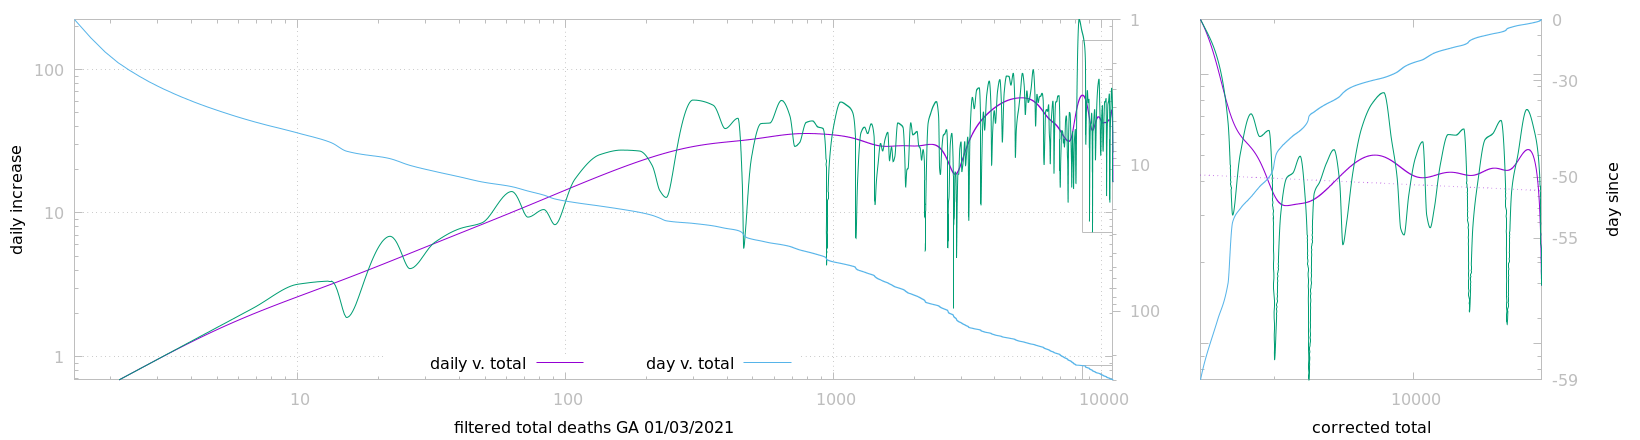 daily increase
100
10
1
daily v. total
day v. total
10
100
1000
10000
filtered total deaths GA 01/03/2021
1
10
100
10000
corrected total
0
-30
-50
-55
-59
day since